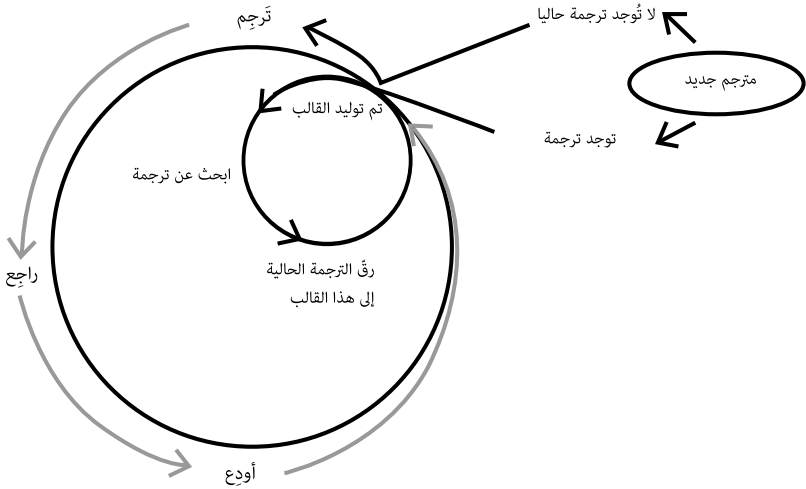 تَرجِم
لا تُوجد ترجمة حاليا
مترجم جديد
تم توليد القالب
توجد ترجمة
ابحث عن ترجمة
رقّ الترجمة الحالية
إلى هذا القالب
راجِع
أودِع